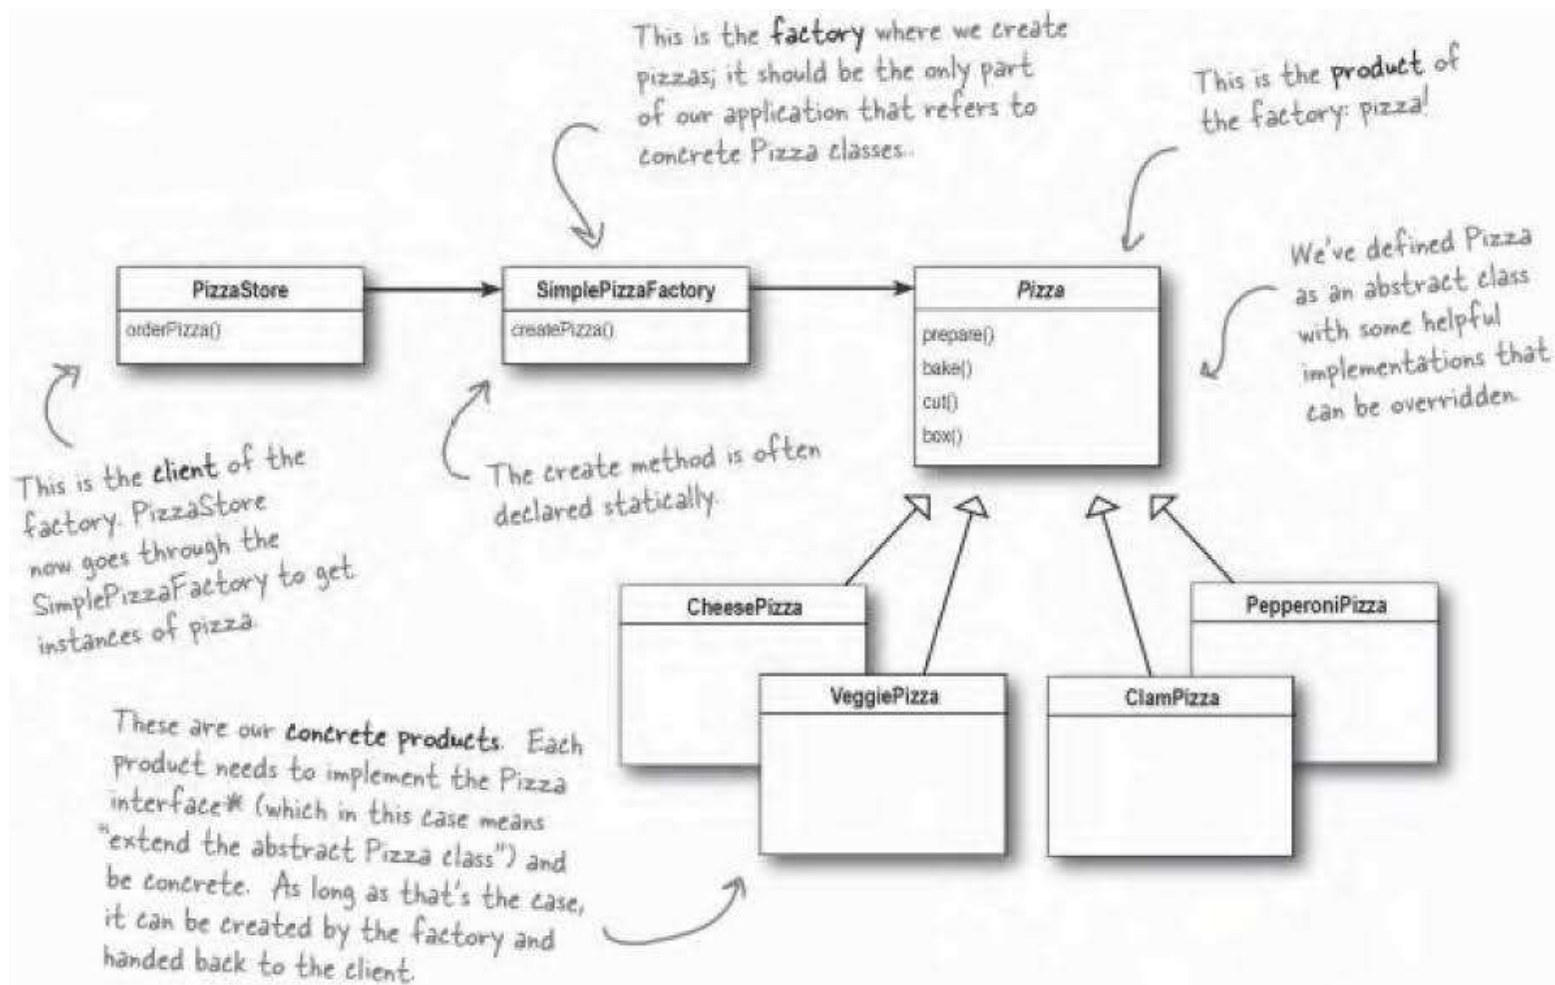 This is the factory where we create
pizzas; it should be the only part
of our application that refers to
concrete Pizza classes..
This is the product of
the factory: pizza!
We've defined Pizza
as an abstract class
with some helpful
implementations that
can be overridden.
PizzaStore
orderPizza()
SimplePizzaFactory
createPizza()
Pizza
prepare()
bake()
cut()
box()
This is the client of the
factory. PizzaStore
now goes through the
SimplePizzaFactory to get
instances of pizza.
The create method is often
declared statically.
CheesePizza
VeggiePizza
ClamPizza
PepperoniPizza
These are our concrete products. Each
product needs to implement the Pizza
interface* (which in this case means
"extend the abstract Pizza class") and
be concrete. As long as that's the case,
it can be created by the factory and
handed back to the client.